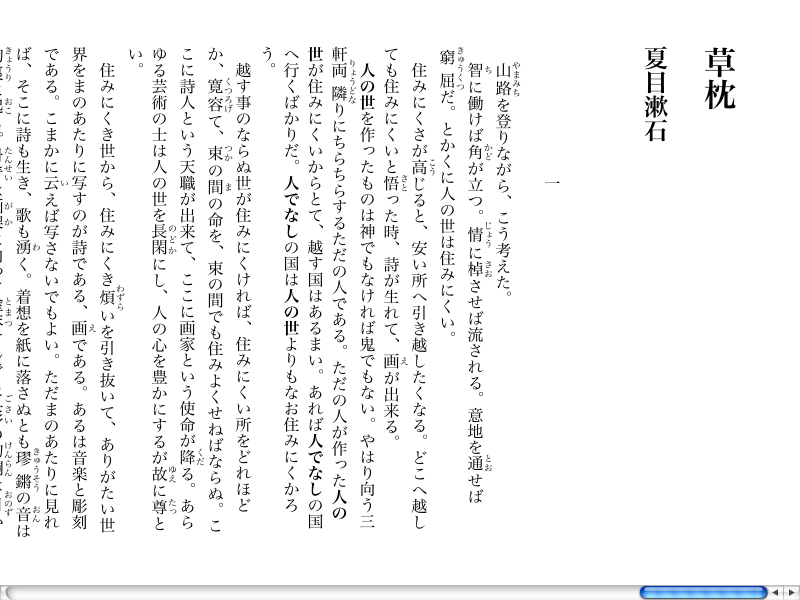 草枕
夏目漱石
一
山路を登りながら、こう考えた。
智に働けば角が立つ。情に棹させば流される。意地を通せば
窮屈だ。とかくに人の世は住みにくい。
住みにくさが高じると、安い所へ引き越したくなる。どこへ越し
ても住みにくいと悟った時、詩が生れて、画が出来る。
人の世を作ったものは神でもなければ鬼でもない。やはり向う三
軒両隣りにちらちらするただの人である。ただの人が作った人の
世が住みにくいからとて、越す国はあるまい。あれば人でなしの国
へ行くばかりだ。人でなしの国は人の世よりもなお住みにくかろ
う。
越す事のならぬ世が住みにくければ、住みにくい所をどれほど
か、寛容て、束の間の命を、束の間でも住みよくせねばならぬ。こ
こに詩人という天職が出来て、ここに画家という使命が降る。あら
ゆる芸術の士は人の世を長閑にし、人の心を豊かにするが故に尊と
い。
住みにくき世から、住みにくき煩いを引き抜いて、ありがたい世
界をまのあたりに写すのが詩である、画である。あるは音楽と彫刻
である。こまかに云えば写さないでもよい。ただまのあたりに見れ
ば、そこに詩も生き、歌も湧く。着想を紙に落さぬとも璆鏘の音は